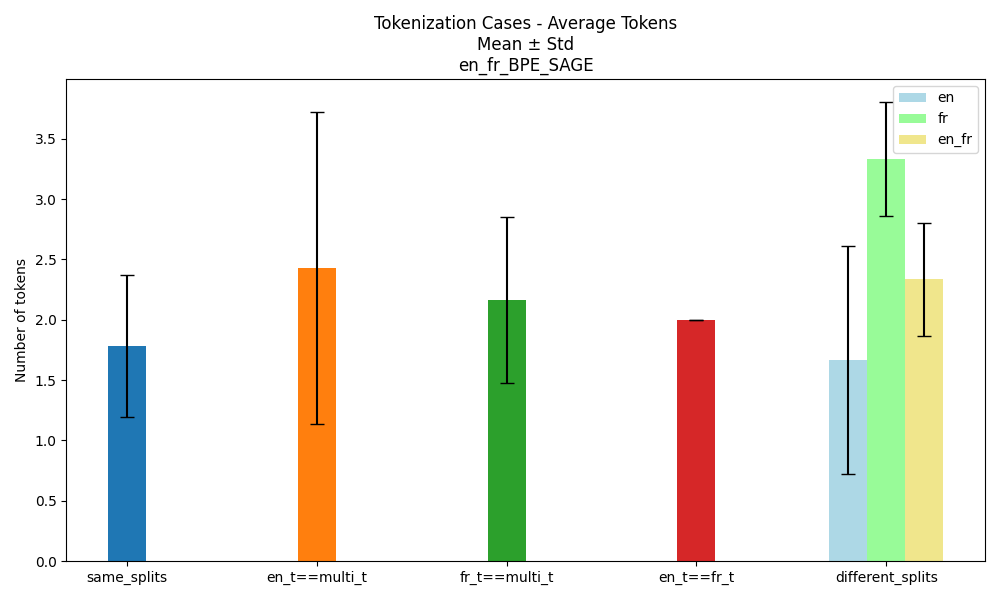 Tokenization Cases - Average Tokens
Mean ± Std
en_fr_BPE_SAGE
en
fr
en_fr
Number of tokens
3.5
3.0
2.5
2.0
1.5
1.0
0.5
0.0
same_splits
en_t==multi_t
fr_t==multi_t
en_t==fr_t
different_splits